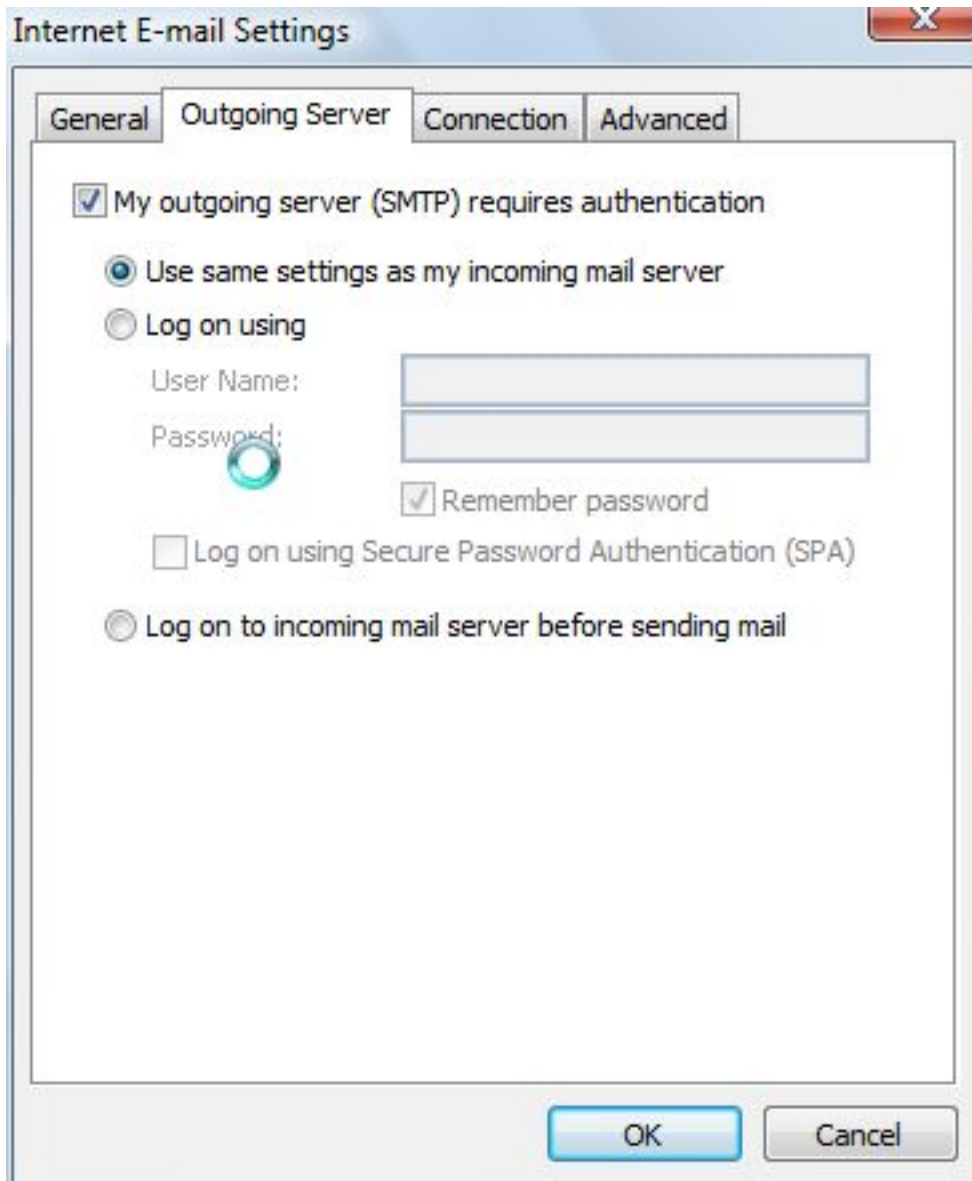 Internet E-mail Settings
X
General Outgoing Server Connection Advanced
My outgoing server (SMTP) requires authentication
Use same settings as my incoming mail server
Log on using
User Name:
Password:
Remember password
Log on using Secure Password Authentication (SPA)
Log on to incoming mail server before sending mail
OK Cancel